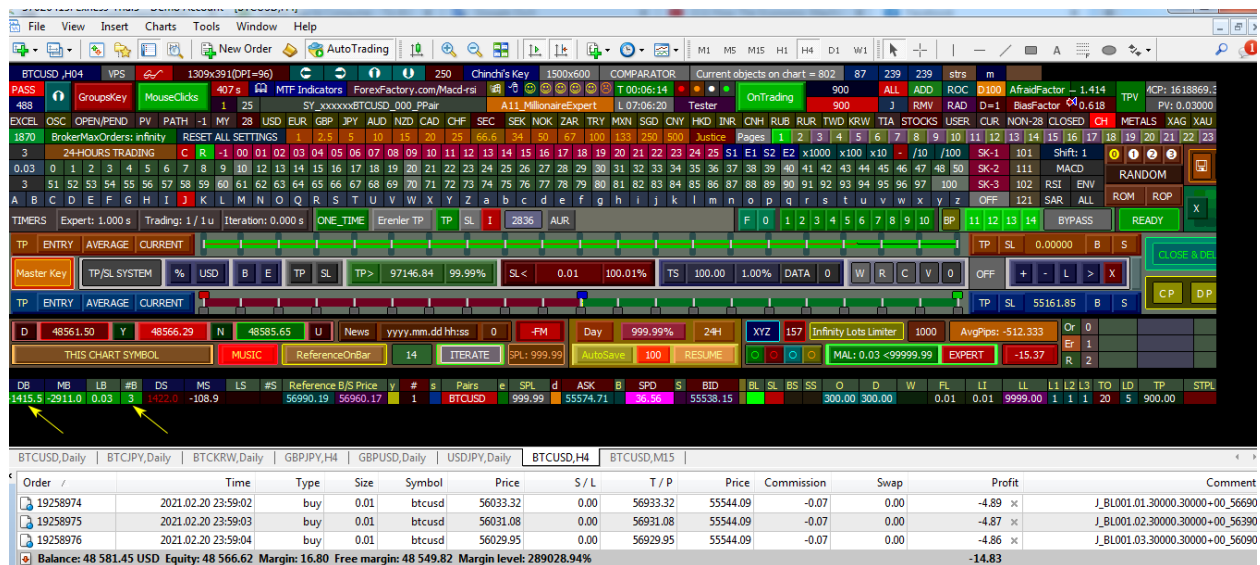 File View Insert Charts Tools Window Help
New Order AutoTrading M1 M5 M15 H1 H4 D1 W1
BTCUSD ,H04 VPS 1309x391(DPI=96) 250 Chinchi's Key 1500x600 COMPARATOR Current objects on chart = 802 87 239 239 strs m
PASS GroupsKey MouseClicks 407 s MTF Indicators ForexFactory.com/Macd-rsi T 00:06:14 OnTrading 900 ALL ADD ROC D100 AfraidFactor – 1.414 TPV MCP: 1618869.3
488 1 25 SY_xxxxxxBTCUSD_000_PPair A11_MillionaireExpert L 07:06:20 Tester 900 J RMV RAD D=1 BiasFactor 0.618 PV: 0.03000
EXCEL OSC OPEN/PEND PV PATH -1 MY 28 USD EUR GBP JPY AUD NZD CAD CHF SEC SEK NOK ZAR TRY MXN SGD CNY HKD INR CNH RUB RUR TWD KRW TIA STOCKS USER CUR NON-28 CLOSED CH METALS XAG XAU
1870 BrokerMaxOrders: infinity RESET ALL SETTINGS 1 2.5 5 10 15 20 25 66.6 34 50 67 100 133 250 500 Justice Pages 1 2 3 4 5 6 7 8 9 10 11 12 13 14 15 16 17 18 19 20 21 22 23
3 24-HOURS TRADING C R -1 00 01 02 03 04 05 06 07 08 09 10 11 12 13 14 15 16 17 18 19 20 21 22 23 24 25 S1 E1 S2 E2 x1000 x100 x10 - /10 /100 SK-1 101 Shift: 1 0 1 2 3
0.03 0 1 2 3 4 5 6 7 8 9 10 11 12 13 14 15 16 17 18 19 20 21 22 23 24 25 26 27 28 29 30 31 32 33 34 35 36 37 38 39 40 41 42 43 44 45 46 47 48 50 SK-2 111 MACD RANDOM
3 51 52 53 54 55 56 57 58 59 60 61 62 63 64 65 66 67 68 69 70 71 72 73 74 75 76 77 78 79 80 81 82 83 84 85 86 87 88 89 90 91 92 93 94 95 96 97 100 SK-3 102 RSI ENV
A B C D E F G H I J K L M N O Q R S T U V W X Y Z a b c d e f g h i j k l m n o p q r s t u v w x y z OFF 121 SAR ALL ROM ROP X
TIMERS Expert: 1.000 s Trading: 1 / 1 u Iteration: 0.000 s ONE_TIME Erenler TP TP SL I 2836 AUR F 0 1 2 3 4 5 6 7 8 9 10 BP 11 12 13 14 BYPASS READY
TP ENTRY AVERAGE CURRENT TP SL 0.00000 B S
CLOSE & DEL
Master Key TP/SL SYSTEM % USD B E TP SL TP> 97146.84 99.99% SL< 0.01 100.01% TS 100.00 1.00% DATA 0 W R C V 0 OFF + - L > X
TP ENTRY AVERAGE CURRENT TP SL 55161.85 B S C P D P
D 48561.50 Y 48566.29 N 48585.65 U News yyyy.mm.dd hh:ss 0 -FM Day 999.99% 24H XYZ 157 Infinity Lots Limiter 1000 AvgPips: -512.333 Or 0
Er 1
THIS CHART SYMBOL MUSIC ReferenceOnBar 14 ITERATE SPL: 999.99 AutoSave 100 RESUME MAL: 0.03 <99999.99 EXPERT -15.37 R 2
DB MB LB #B DS MS LS #S Reference B/S Price y # s Pairs e SPL d ASK B SPD S BID BL SL BS SS O D W FL LI LL L1 L2 L3 TO LD TP STPL
-1415.5 -2911.0 0.03 3 1422.0 -108.9 56990.19 56960.17 1 BTCUSD 999.99 55574.71 36.56 55538.15 300.00 300.00 0.01 0.01 9999.00 1 1 1 20 5 900.00
BTCUSD,Daily BTCJPY,Daily BTCKRW,Daily GBPJPY,H4 GBPUSD,Daily USDJPY,Daily BTCUSD,H4 BTCUSD,M15
Order / Time Type Size Symbol Price S / L T / P Price Commission Swap Profit Comment
19258974 2021.02.20 23:59:02 buy 0.01 btcusd 56033.32 0.00 56933.32 55544.09 -0.07 0.00 -4.89 J_BL001.01.30000.30000+00_56690
19258975 2021.02.20 23:59:03 buy 0.01 btcusd 56031.08 0.00 56931.08 55544.09 -0.07 0.00 -4.87 J_BL001.02.30000.30000+00_56390
19258976 2021.02.20 23:59:04 buy 0.01 btcusd 56029.95 0.00 56929.95 55544.09 -0.07 0.00 -4.86 J_BL001.03.30000.30000+00_56090
Balance: 48 581.45 USD Equity: 48 566.62 Margin: 16.80 Free margin: 48 549.82 Margin level: 289028.94% -14.83